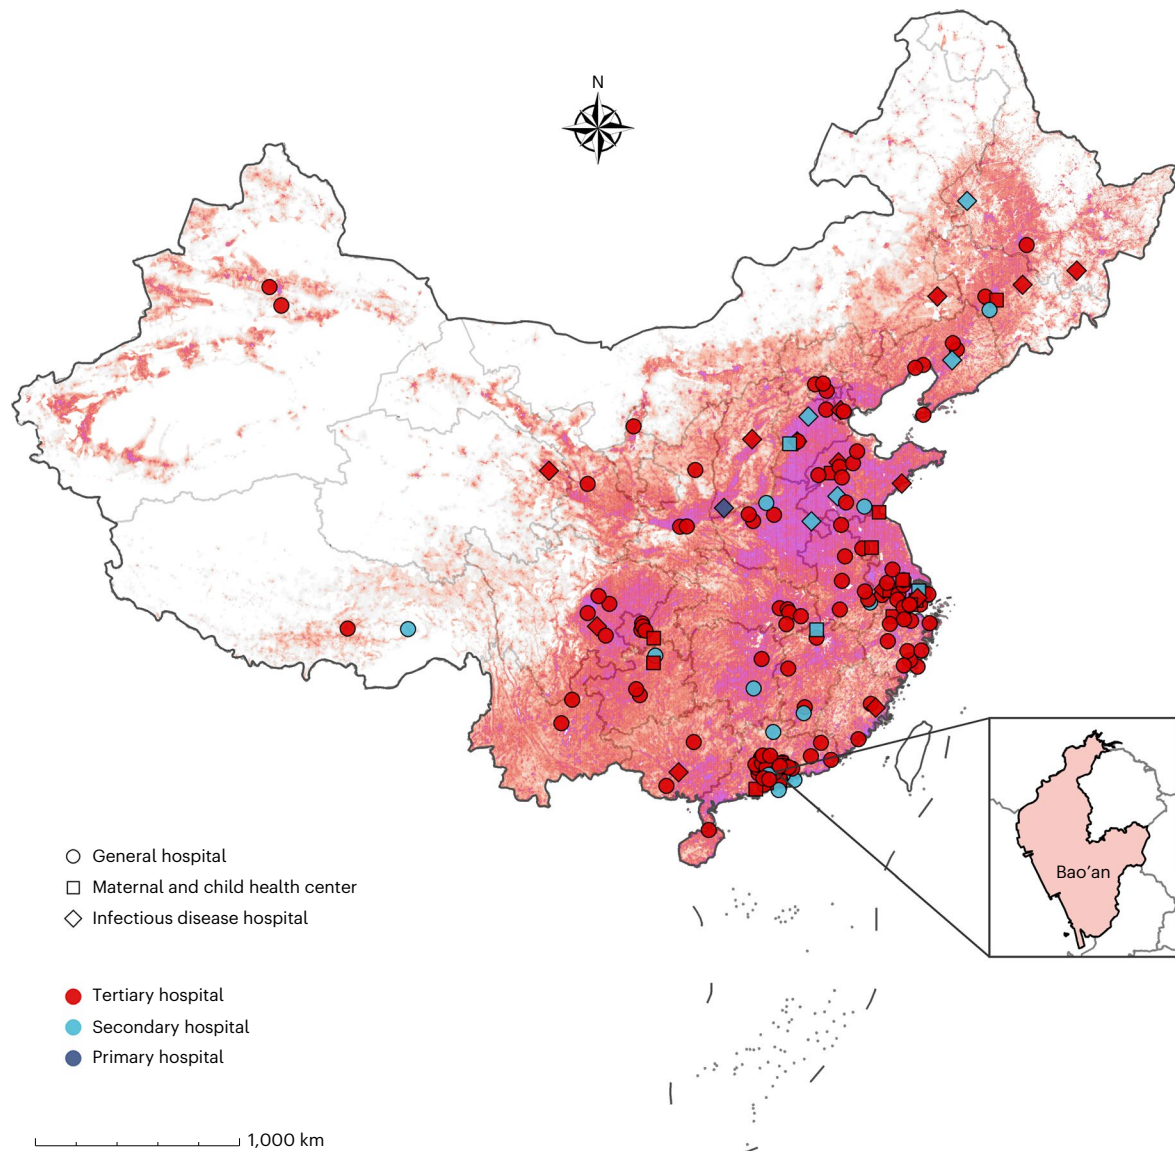 N
Bao’an
General hospital
Maternal and child health center
Infectious disease hospital
Tertiary hospital
Secondary hospital
Primary hospital
1,000 km